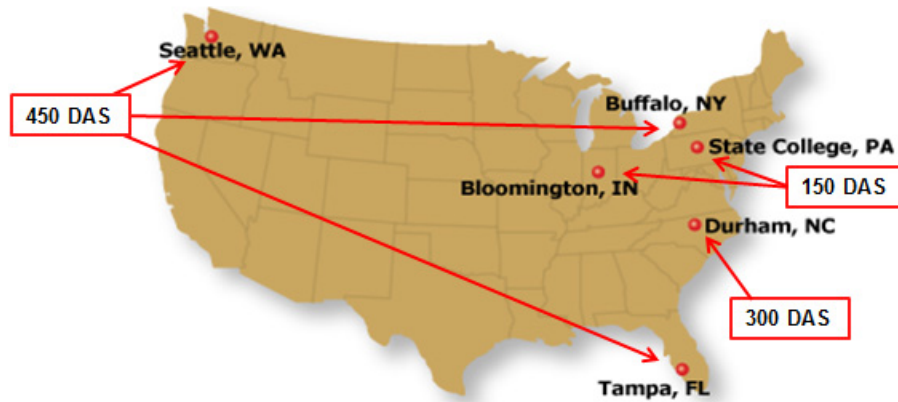 Seattle, WA
450 DAS
Buffalo, NY
State College, PA
Bloomington, IN
150 DAS
Durham, NC
300 DAS
Tampa, FL